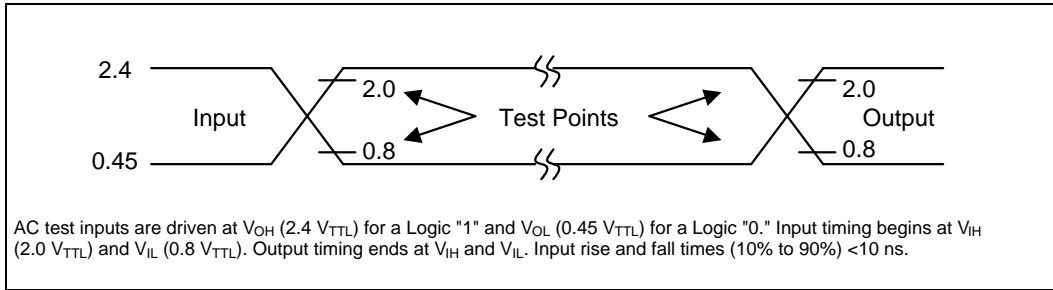 2.4
2.0
2.0
Input
Test Points
Output
0.8
0.8
0.45
AC test inputs are driven at VOH (2.4 VTTL) for a Logic "1" and VOL (0.45 VTTL) for a Logic "0." Input timing begins at VIH
(2.0 VTTL) and VIL (0.8 VTTL). Output timing ends at VIH and VIL. Input rise and fall times (10% to 90%) <10 ns.